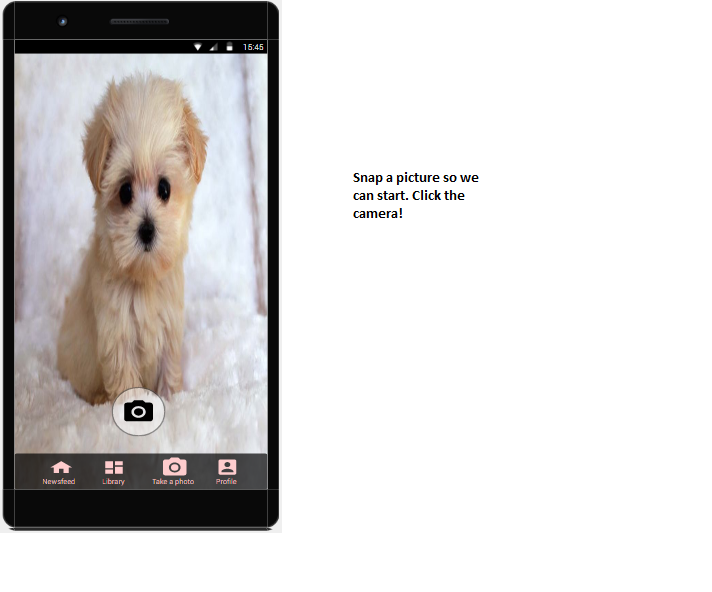 15:45
Snap a picture so we
can start. Click the
camera!
Newsfeed Library Take a photo Profile